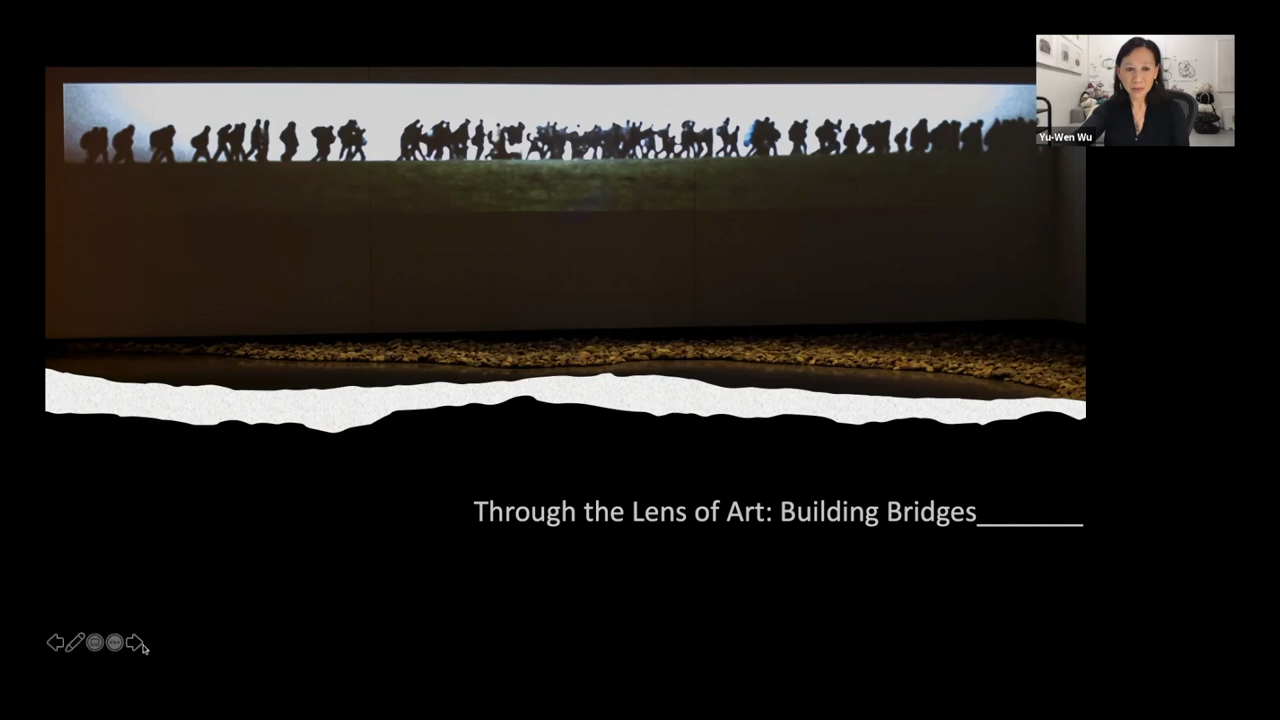 Yu-Wen Wu
Through the Lens of Art: Building Bridges________